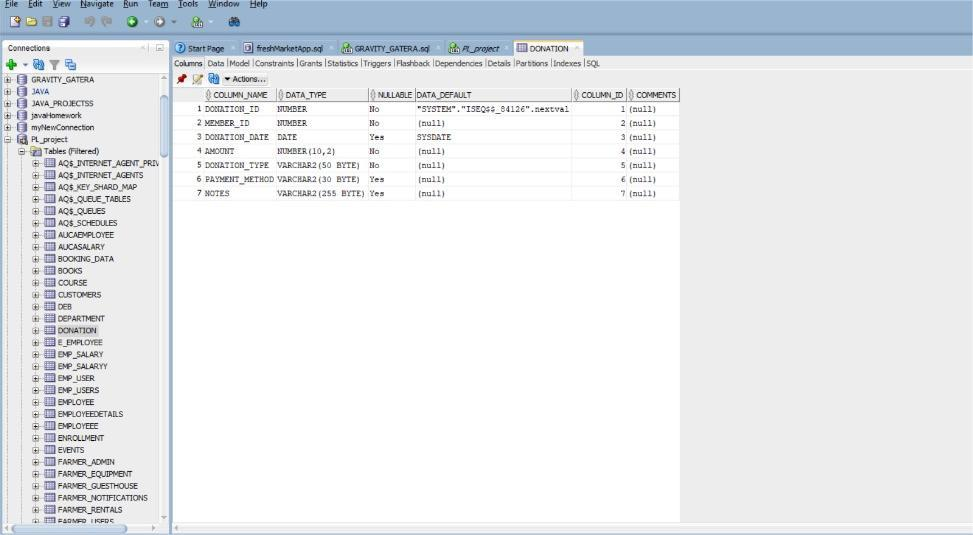 File Edit View Navigate Run Team Tools Window Help
Connections
Start Page freshMarketApp.sql GRAVITY_GATERA.sql PL_project DONATION
Columns Data Model Constraints Grants Statistics Triggers Flashback Dependencies Details Partitions Indexes SQL
Actions...
GRAVITY_GATERA
JAVA
JAVA_PROJECTSS
javaHomework
myNewConnection
PL_project
Tables (Filtered)
AQ$_INTERNET_AGENT_PRIV
AQ$_INTERNET_AGENTS
AQ$_KEY_SHARD_MAP
AQ$_QUEUE_TABLES
AQ$_QUEUES
AQ$_SCHEDULES
AUCAEMPLOYEE
AUCASALARY
BOOKING_DATA
BOOKS
COURSE
CUSTOMERS
DEB
DEPARTMENT
DONATION
E_EMPLOYEE
EMP_SALARY
EMP_SALARYY
EMP_USER
EMP_USERS
EMPLOYEE
EMPLOYEEDETAILS
EMPLOYEEE
ENROLLMENT
EVENTS
FARMER_ADMIN
FARMER_EQUIPMENT
FARMER_GUESTHOUSE
FARMER_NOTIFICATIONS
FARMER_RENTALS
FARMER_USERS
COLUMN_NAME DATA_TYPE NULLABLE DATA_DEFAULT COLUMN_ID COMMENTS
1 DONATION_ID NUMBER No "SYSTEM"."ISEQ$$_84126".nextval 1 (null)
2 MEMBER_ID NUMBER No (null) 2 (null)
3 DONATION_DATE DATE Yes SYSDATE 3 (null)
4 AMOUNT NUMBER(10,2) No (null) 4 (null)
5 DONATION_TYPE VARCHAR2(50 BYTE) No (null) 5 (null)
6 PAYMENT_METHOD VARCHAR2(30 BYTE) Yes (null) 6 (null)
7 NOTES VARCHAR2(255 BYTE) Yes (null) 7 (null)